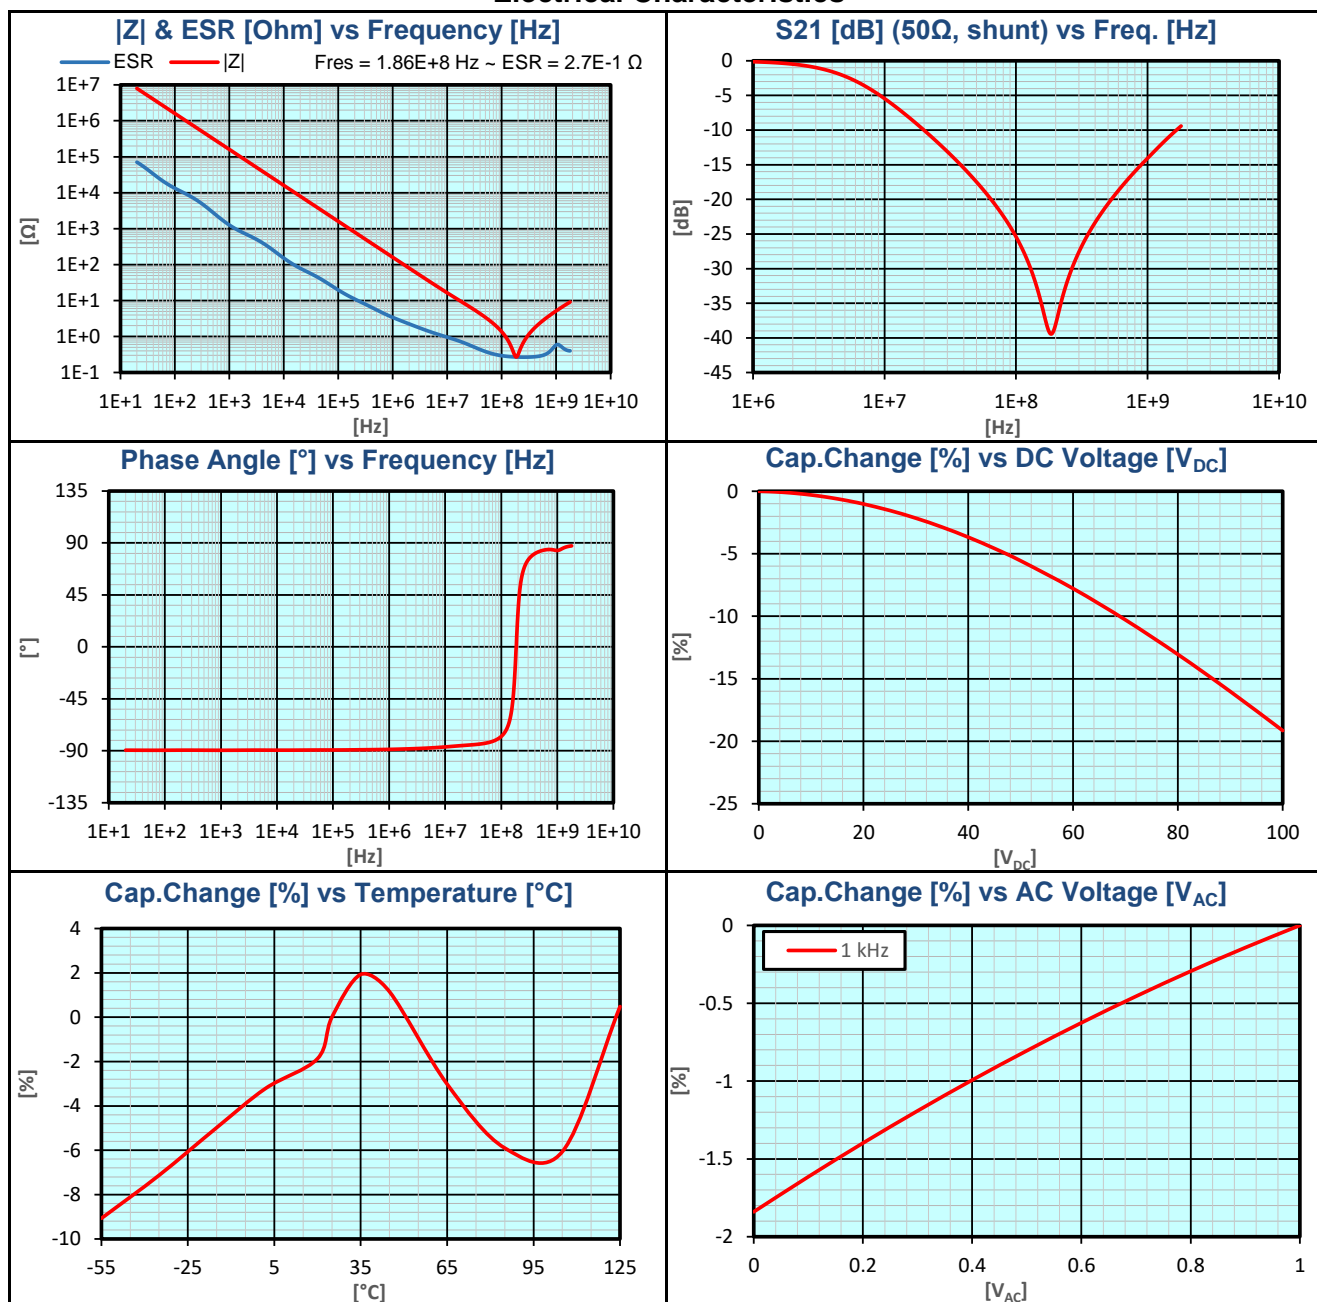 |Z| & ESR [Ohm] vs Frequency [Hz]
ESR |Z| Fres = 1.86E+8 Hz ~ ESR = 2.7E-1 Ω
1E+7
1E+6
1E+5
1E+4
1E+3
1E+2
1E+1
1E+0
1E-1
[Ω]
1E+1 1E+2 1E+3 1E+4 1E+5 1E+6 1E+7 1E+8 1E+9 1E+10
[Hz]
S21 [dB] (50Ω, shunt) vs Freq. [Hz]
0
-5
-10
-15
-20
-25
-30
-35
-40
-45
[dB]
1E+6 1E+7 1E+8 1E+9 1E+10
[Hz]
Phase Angle [°] vs Frequency [Hz]
135
90
45
0
-45
-90
-135
[°]
1E+1 1E+2 1E+3 1E+4 1E+5 1E+6 1E+7 1E+8 1E+9 1E+10
[Hz]
Cap.Change [%] vs DC Voltage [VDC]
0
-5
-10
-15
-20
-25
[%]
0 20 40 60 80 100
[VDC]
Cap.Change [%] vs Temperature [°C]
4
2
0
-2
-4
-6
-8
-10
[%]
-55 -25 5 35 65 95 125
[°C]
Cap.Change [%] vs AC Voltage [VAC]
1 kHz
0
-0.5
-1
-1.5
-2
[%]
0 0.2 0.4 0.6 0.8 1
[VAC]